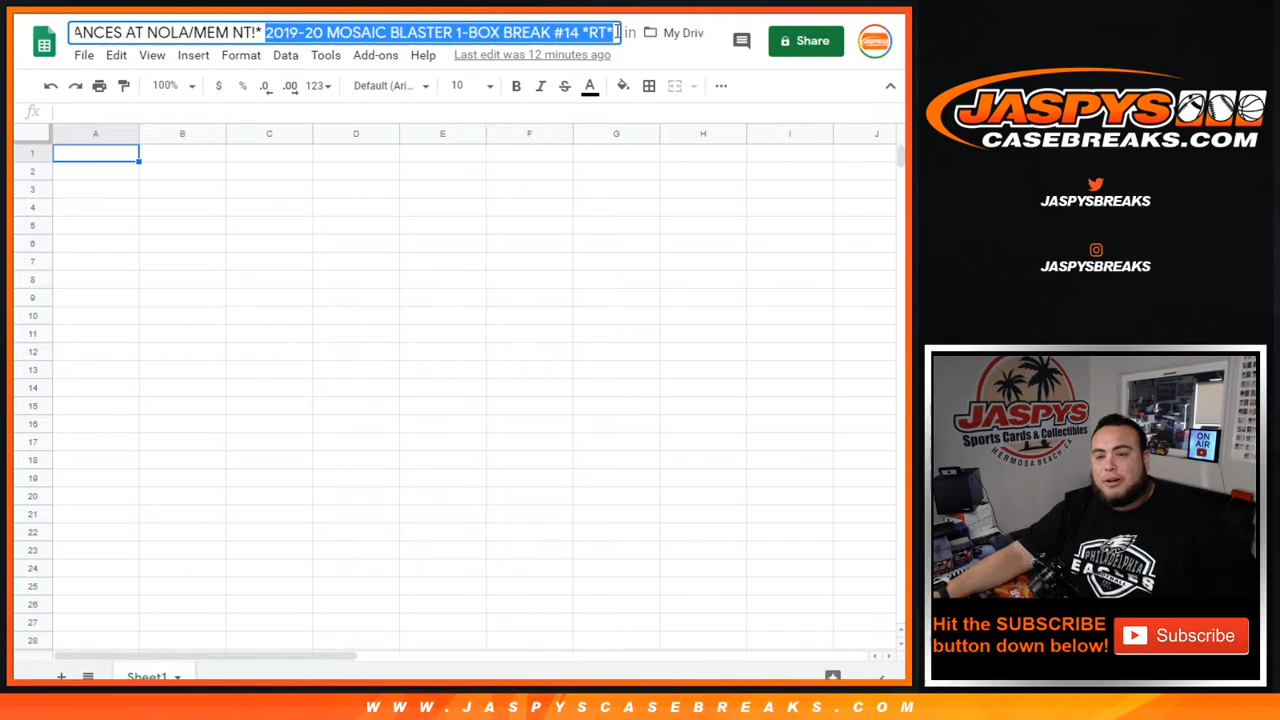 ANCES AT NOLA/MEM NT!* 2019-20 MOSAIC BLASTER 1-BOX BREAK #14 *RT* in My Driv
Share
File Edit View Insert Format Data Tools Add-ons Help Last edit was 12 minutes ago
100% $ % .0 .00 123 Default (Ari... 10 B I S A
fx
A B C D E F G H I J
1
2
3
4
5
6
7
8
9
10
11
12
13
14
15
16
17
18
19
20
21
22
23
24
25
26
27
28
Sheet1
JASPYS
CASEBREAKS.COM
JASPYSBREAKS
JASPYSBREAKS
JASPYS
Sports Cards & Collectibles
HERMOSA BEACH, CA
ON
AIR
PHILADELPHIA
EAGLES
FOOTBALL
Hit the SUBSCRIBE
button down below!
Subscribe
WWW.JASPYSCASEBREAKS.COM